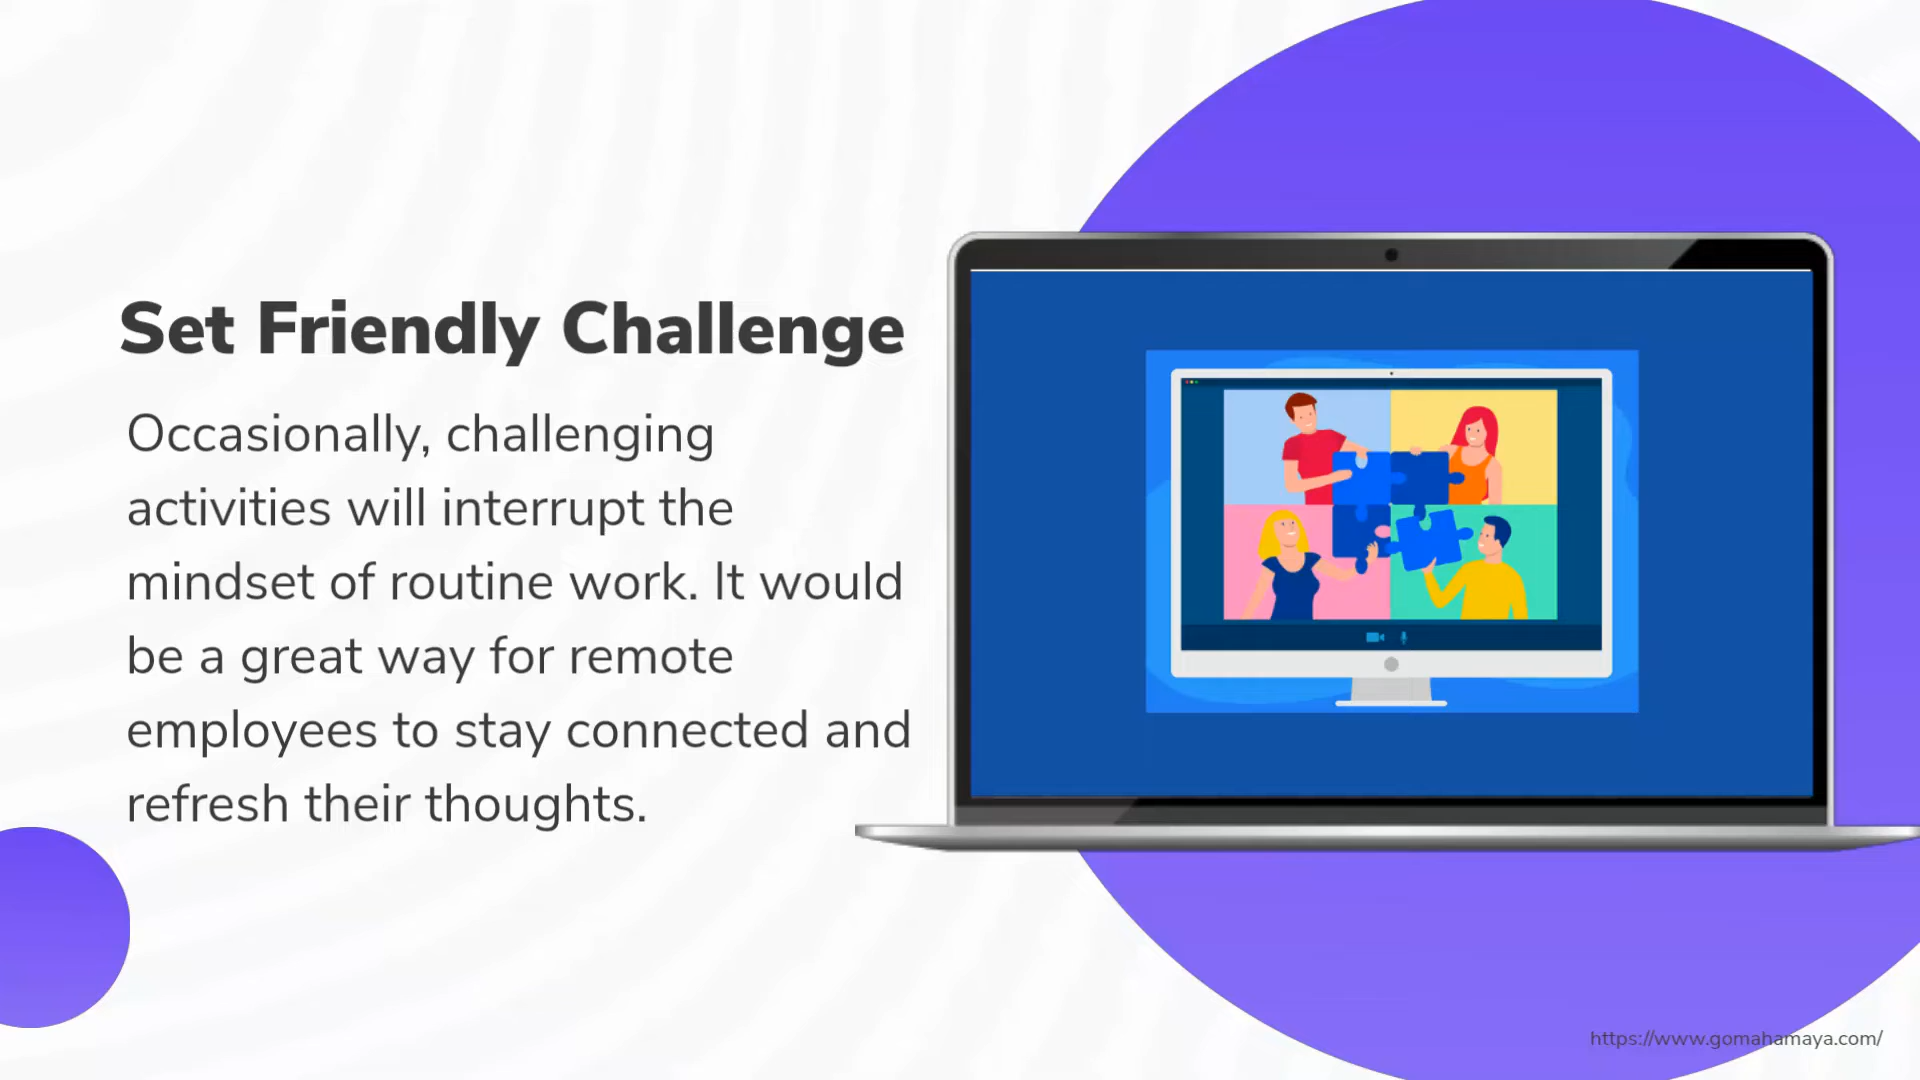 Set Friendly Challenge
Occasionally, challenging
activities will interrupt the
mindset of routine work. It would
be a great way for remote
employees to stay connected and
refresh their thoughts.
https://www.gomahamaya.com/